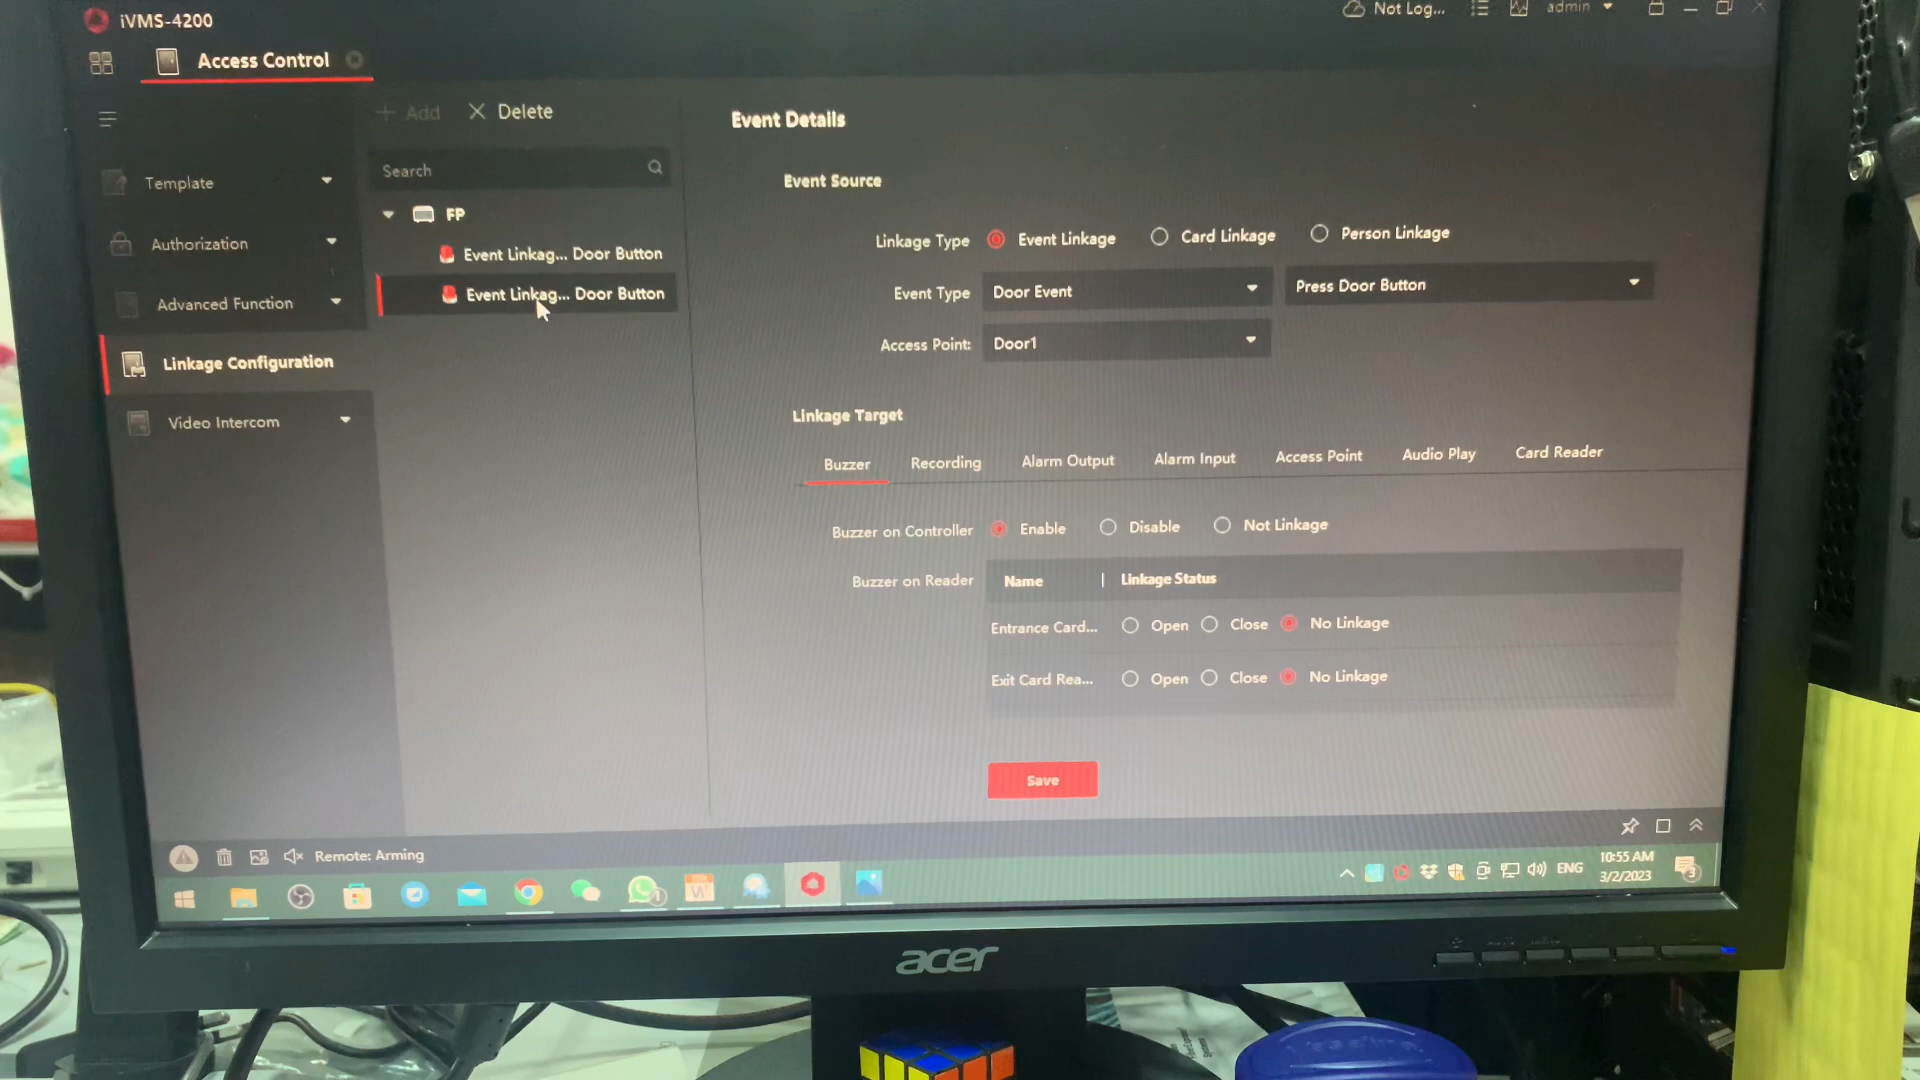 iVMS-4200
Not Log...
admin
Access Control
Add
Delete
Search
FP
Event Linkag... Door Button
Event Linkag... Door Button
Template
Authorization
Advanced Function
Linkage Configuration
Video Intercom
Event Details
Event Source
Linkage Type Event Linkage Card Linkage Person Linkage
Event Type Door Event Press Door Button
Access Point: Door1
Linkage Target
Buzzer Recording Alarm Output Alarm Input Access Point Audio Play Card Reader
Buzzer on Controller Enable Disable Not Linkage
Buzzer on Reader Name | Linkage Status
Entrance Card... Open Close No Linkage
Exit Card Rea... Open Close No Linkage
Save
Remote: Arming
ENG
10:55 AM
3/2/2023
3
1
W
acer